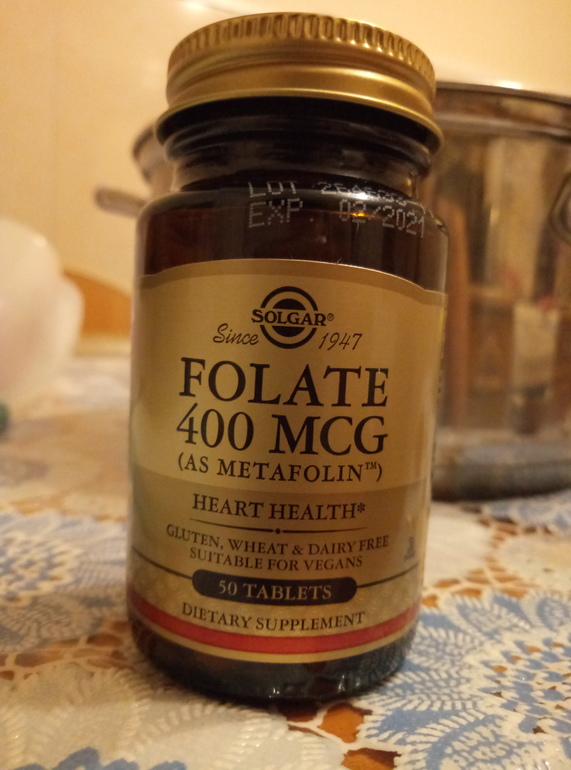 LOT
EXP 02/2021
SOLGAR®
Since 1947
FOLATE
400 MCG
(AS METAFOLIN™)
HEART HEALTH*
GLUTEN, WHEAT & DAIRY FREE
SUITABLE FOR VEGANS
50 TABLETS
DIETARY SUPPLEMENT